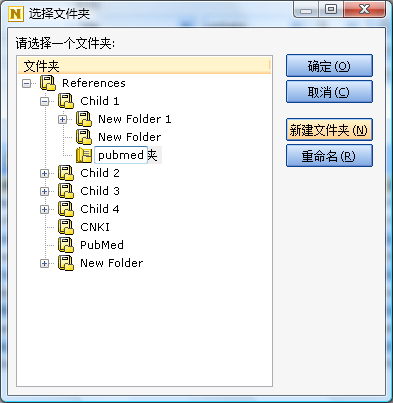 N 选择文件夹
请选择一个文件夹:
文件夹
References
Child 1
New Folder 1
New Folder
pubmed夹
Child 2
Child 3
Child 4
CNKI
PubMed
New Folder
确定(O)
取消(C)
新建文件夹(N)
重命名(R)